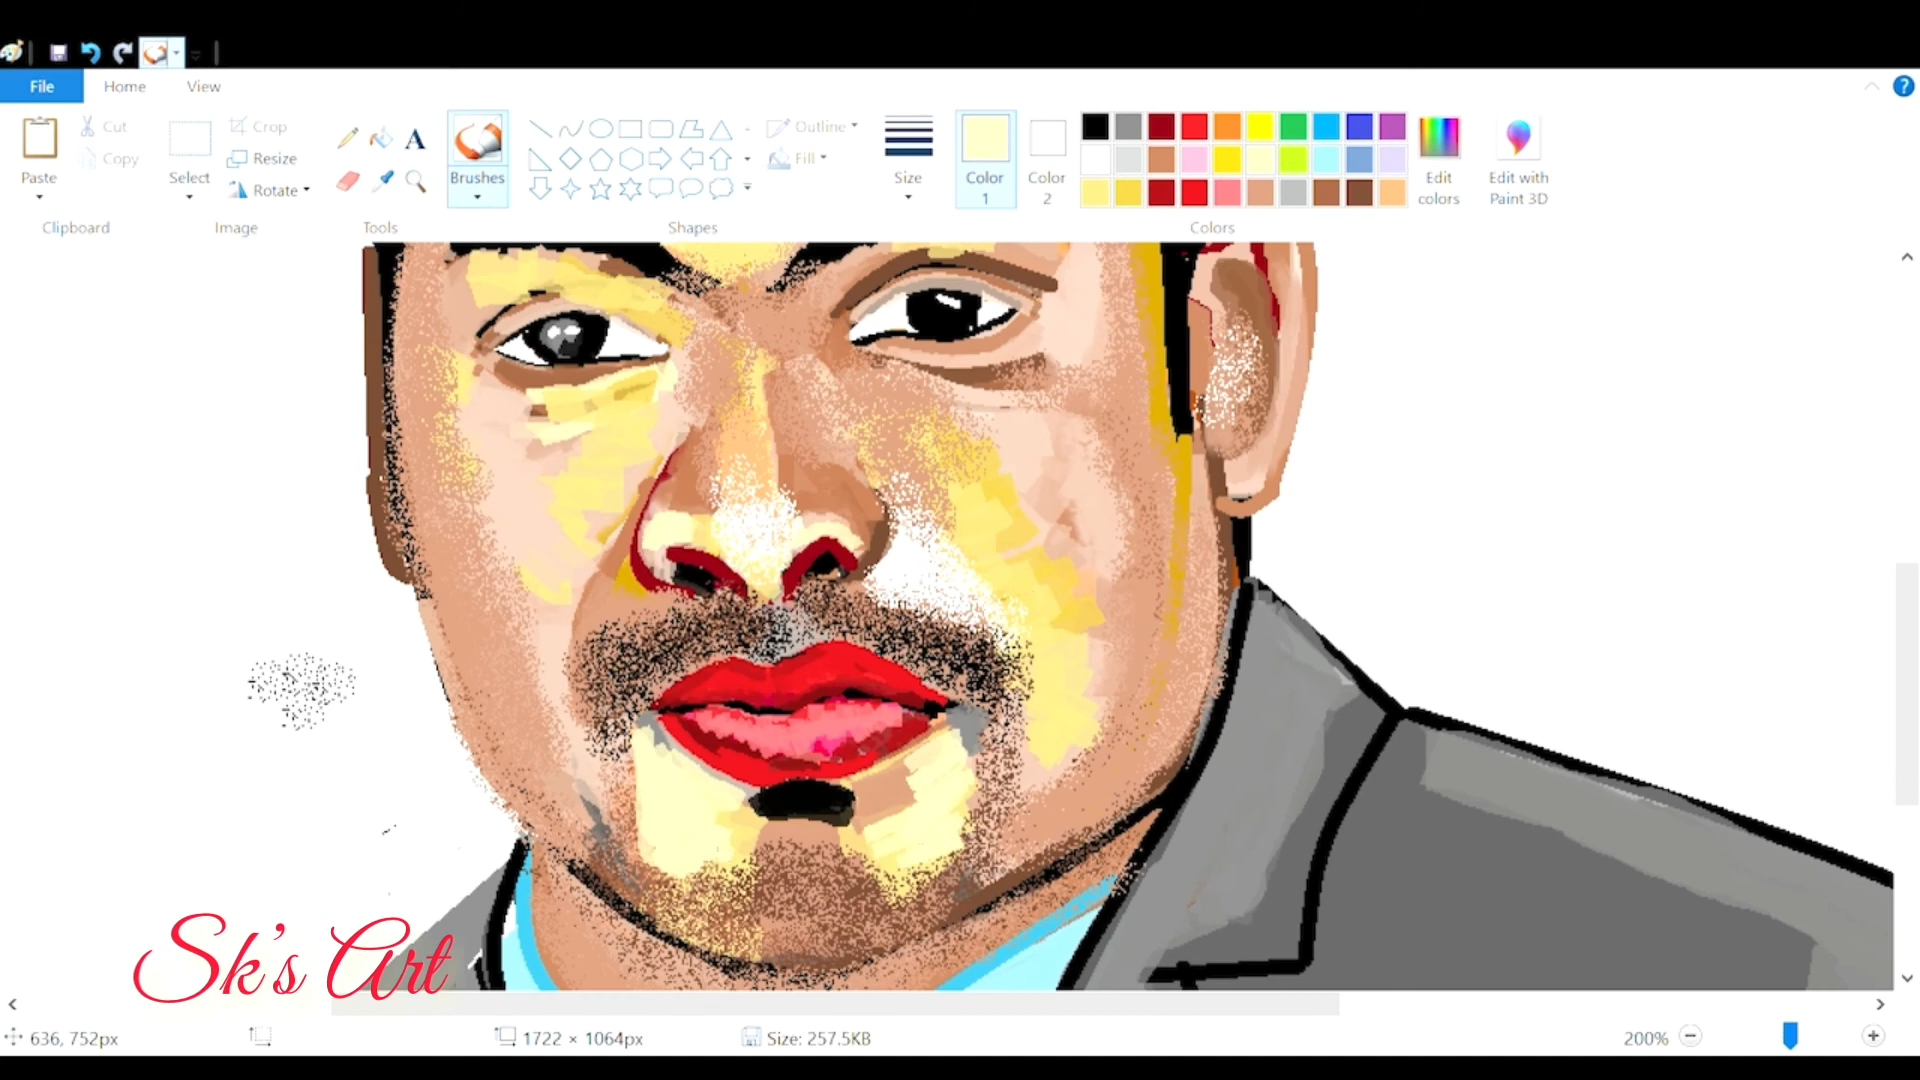 File Home View
Paste
Cut
Copy
Clipboard
Select
Crop
Resize
Rotate
Image
A
Tools
Brushes
Shapes
Outline
Fill
Size
Color
1
Color
2
Colors
Edit
colors
Edit with
Paint 3D
?
Sk's Art
636, 752px
1722 × 1064px
Size: 257.5KB
200%